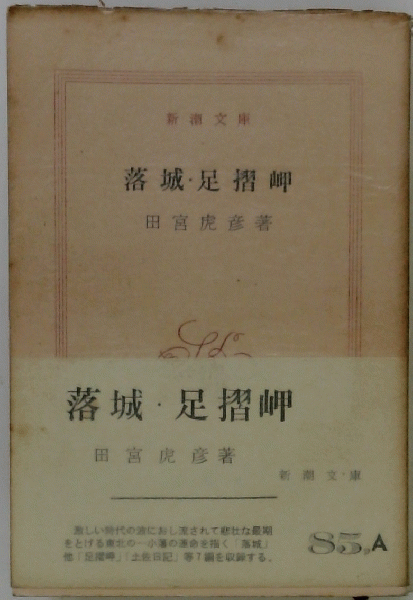 新潮文庫
落城・足摺岬
田宮虎彦著
落城・足摺岬
田宮虎彦著
新潮文庫
激しい時代の波におし流されて悲壮な最期
をとげる東北の一小藩の運命を描く「落城」
他「足摺岬」「土佐日記」等7編を収録する。
85 A